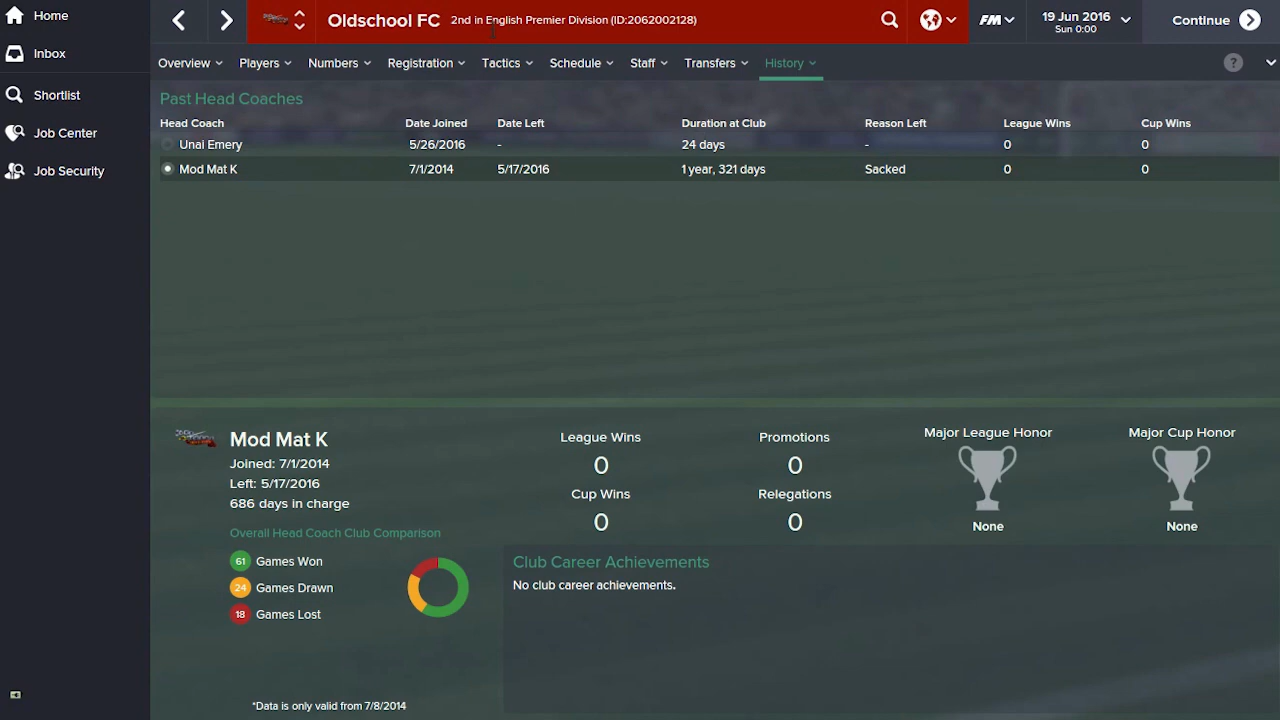 Home
Inbox
Shortlist
Job Center
Job Security
Oldschool FC 2nd in English Premier Division (ID:2062002128)
FM
19 Jun 2016
Sun 0:00
Continue
Overview Players Numbers Registration Tactics Schedule Staff Transfers History ?
Past Head Coaches
Head Coach Date Joined Date Left Duration at Club Reason Left League Wins Cup Wins
Unai Emery 5/26/2016 - 24 days - 0 0
Mod Mat K 7/1/2014 5/17/2016 1 year, 321 days Sacked 0 0
Mod Mat K
Joined: 7/1/2014
Left: 5/17/2016
686 days in charge
League Wins Promotions Major League Honor Major Cup Honor
0 0
Cup Wins Relegations
0 0 None None
Overall Head Coach Club Comparison
61 Games Won
24 Games Drawn
18 Games Lost
Club Career Achievements
No club career achievements.
*Data is only valid from 7/8/2014